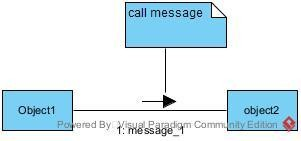 call message
Object1
object2
Powered By Visual Paradigm Community Edition
1: message_1